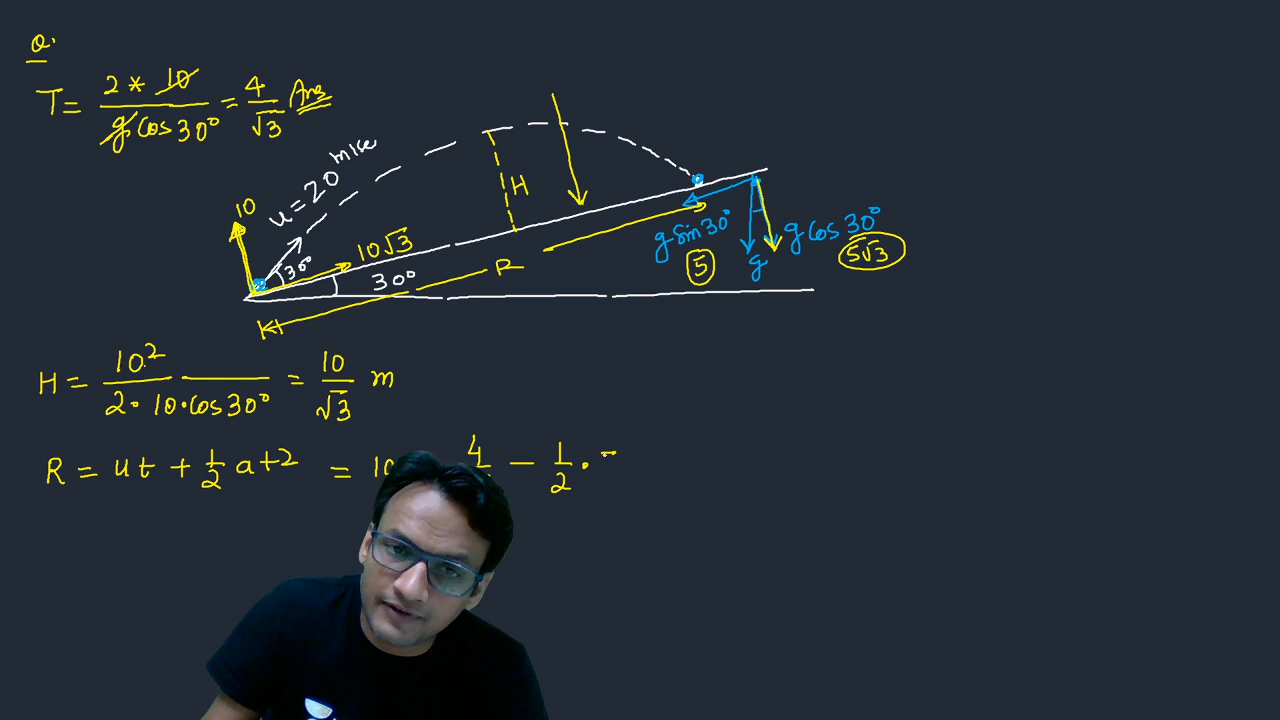 Q.
T = 2 * 10 / g cos 30° = 4 / √3 Ans
u = 20 m/sec
10
H
10√3
30°
30°
R
g sin 30°
5
g
g cos 30°
5√3
H = 10² / 2 · 10 · cos 30° = 10 / √3 m
R = ut + 1/2 at2 = 10 4 − 1/2 ·